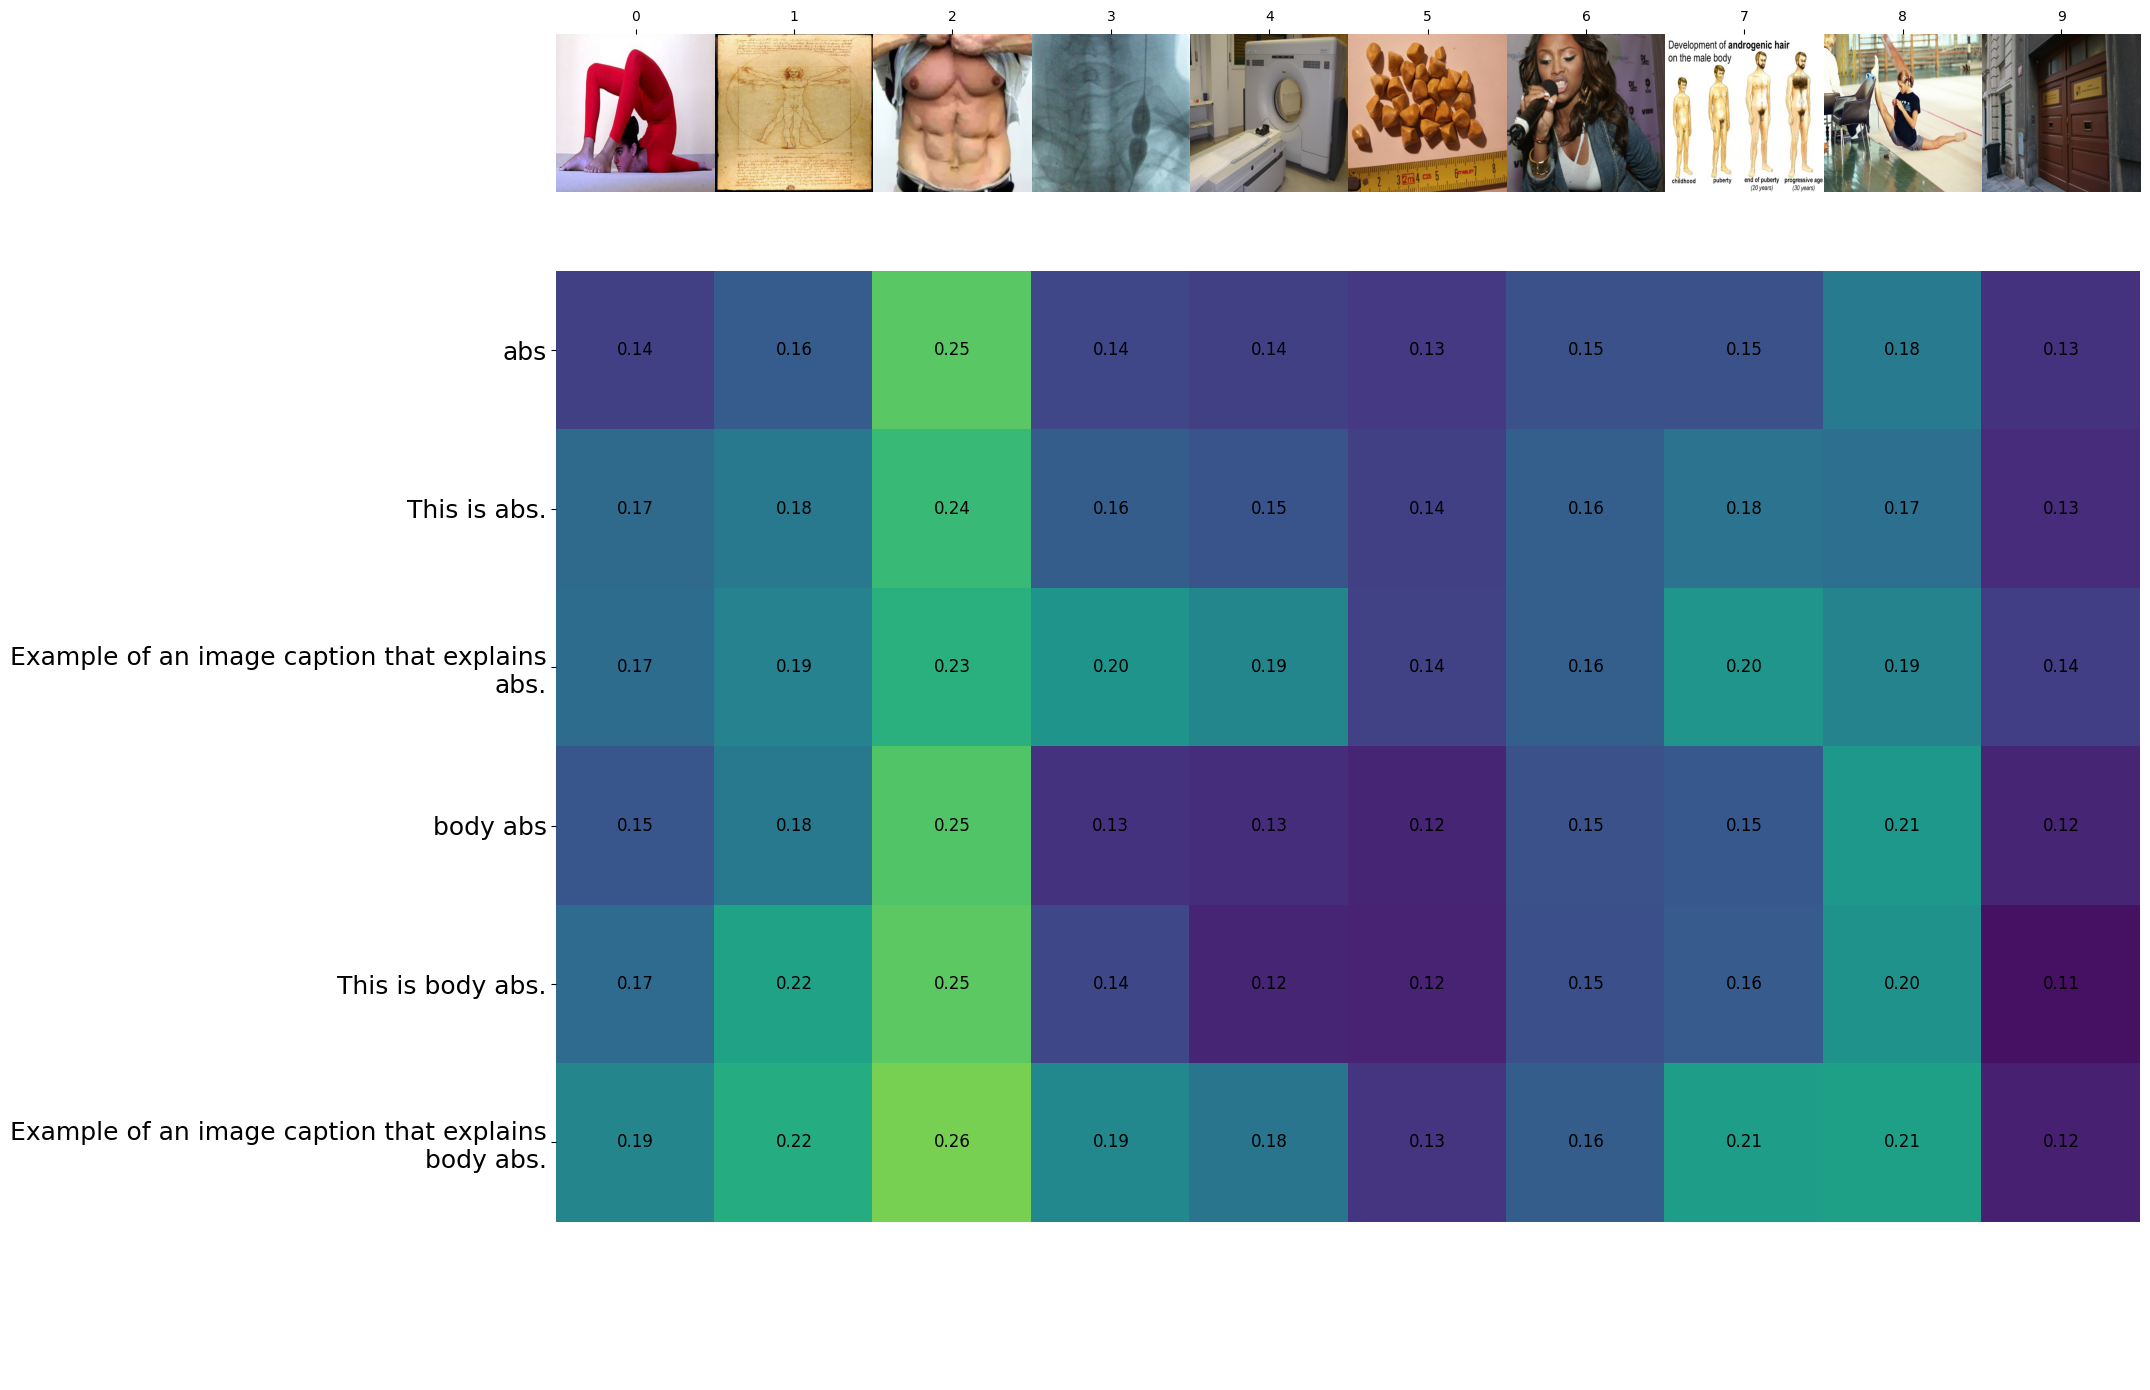 0 1 2 3 4 5 6 7 8 9
Development of androgenic hair
on the male body
childhood puberty end of puberty progressive age
(20 years) (30 years)
2 3 4 5 6 7 8
abs 0.14 0.16 0.25 0.14 0.14 0.13 0.15 0.15 0.18 0.13
This is abs. 0.17 0.18 0.24 0.16 0.15 0.14 0.16 0.18 0.17 0.13
Example of an image caption that explains
abs. 0.17 0.19 0.23 0.20 0.19 0.14 0.16 0.20 0.19 0.14
body abs 0.15 0.18 0.25 0.13 0.13 0.12 0.15 0.15 0.21 0.12
This is body abs. 0.17 0.22 0.25 0.14 0.12 0.12 0.15 0.16 0.20 0.11
Example of an image caption that explains
body abs. 0.19 0.22 0.26 0.19 0.18 0.13 0.16 0.21 0.21 0.12